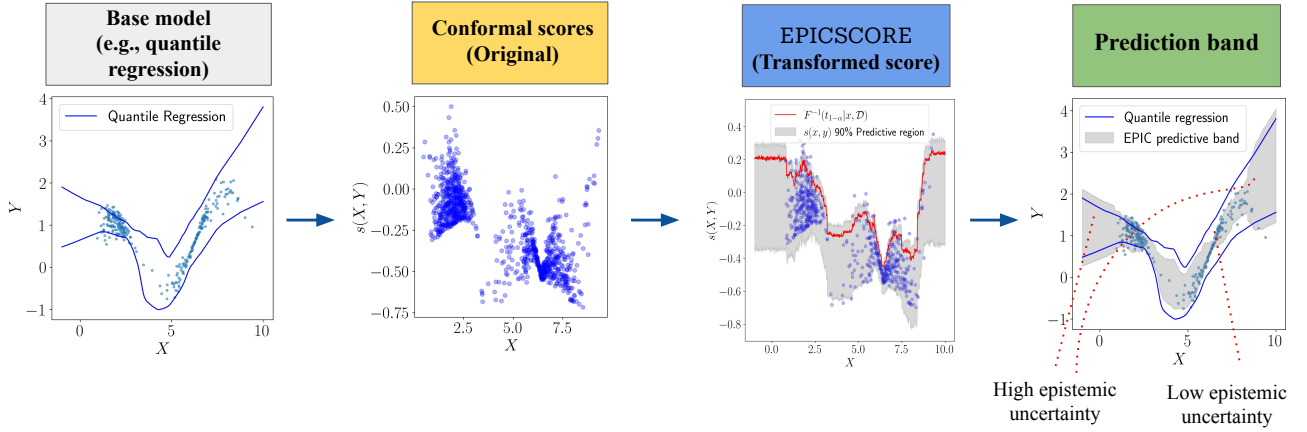 Base model
(e.g., quantile
regression)
Conformal scores
(Original)
EPICSCORE
(Transformed score)
Prediction band
4
3
2
1
0
−1
Y
Quantile Regression
0
5
10
X
0.50
0.25
0.00
−0.25
−0.50
−0.75
s(X, Y)
2.5
5.0
7.5
X
0.4
0.2
0.0
−0.2
−0.4
−0.6
−0.8
s(X, Y)
F⁻¹(t₁₋α|x, D)
s(x, y) 90% Predictive region
0.0
2.5
5.0
7.5
10.0
X
4
3
2
1
0
−1
Y
Quantile regression
EPIC predictive band
0
5
10
X
High epistemic
uncertainty
Low epistemic
uncertainty